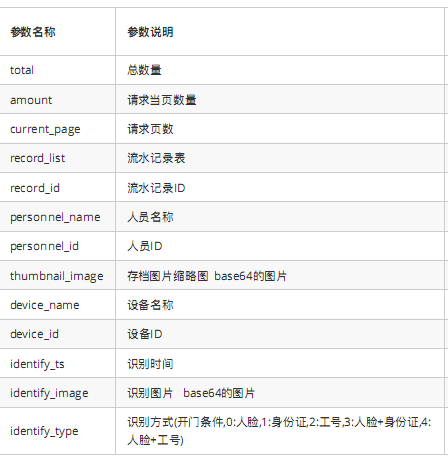 参数名称 参数说明
total 总数量
amount 请求当页数量
current_page 请求页数
record_list 流水记录表
record_id 流水记录ID
personnel_name 人员名称
personnel_id 人员ID
thumbnail_image 存档图片缩略图 base64的图片
device_name 设备名称
device_id 设备ID
identify_ts 识别时间
identify_image 识别图片 base64的图片
identify_type 识别方式(开门条件,0:人脸,1:身份证,2:工号,3:人脸+身份证,4:
人脸+工号)